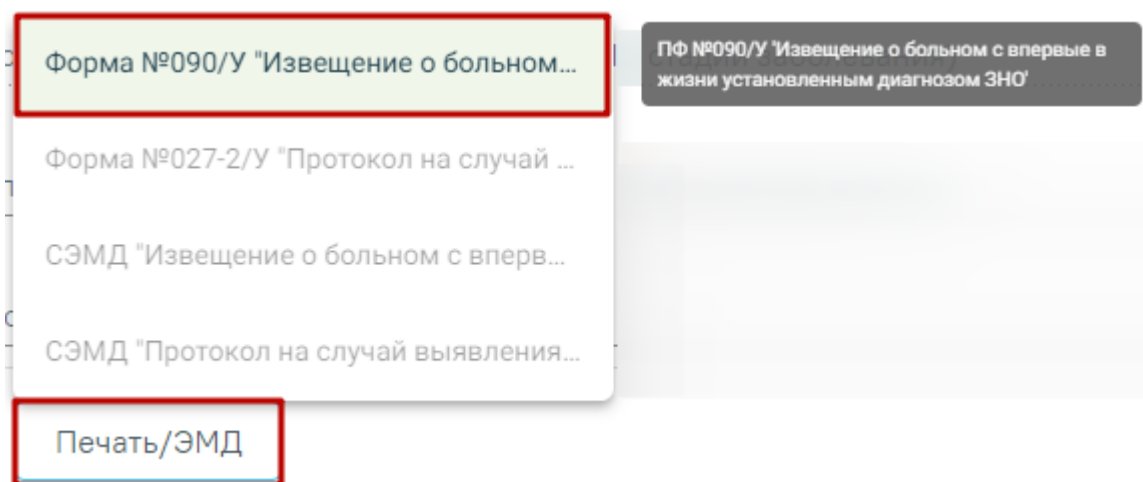 Форма №090/У "Извещение о больном...
ПФ №090/У 'Извещение о больном с впервые в
жизни установленным диагнозом ЗНО'
Форма №027-2/У "Протокол на случай ...
СЭМД "Извещение о больном с вперв...
СЭМД "Протокол на случай выявления...
Печать/ЭМД